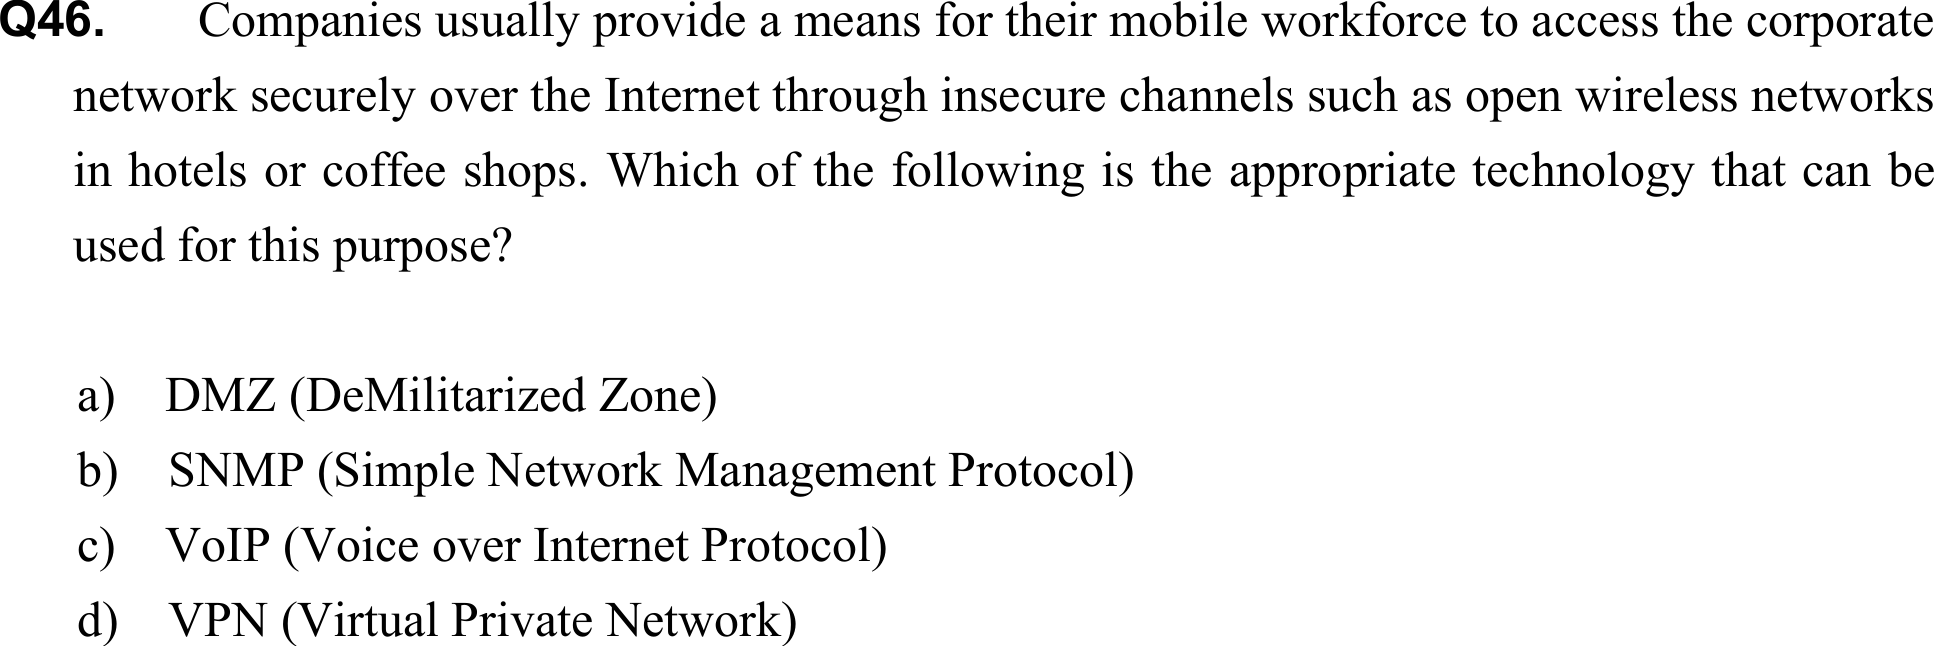 Q46. Companies usually provide a means for their mobile workforce to access the corporate
network securely over the Internet through insecure channels such as open wireless networks
in hotels or coffee shops. Which of the following is the appropriate technology that can be
used for this purpose?
a) DMZ (DeMilitarized Zone)
b) SNMP (Simple Network Management Protocol)
c) VoIP (Voice over Internet Protocol)
d) VPN (Virtual Private Network)